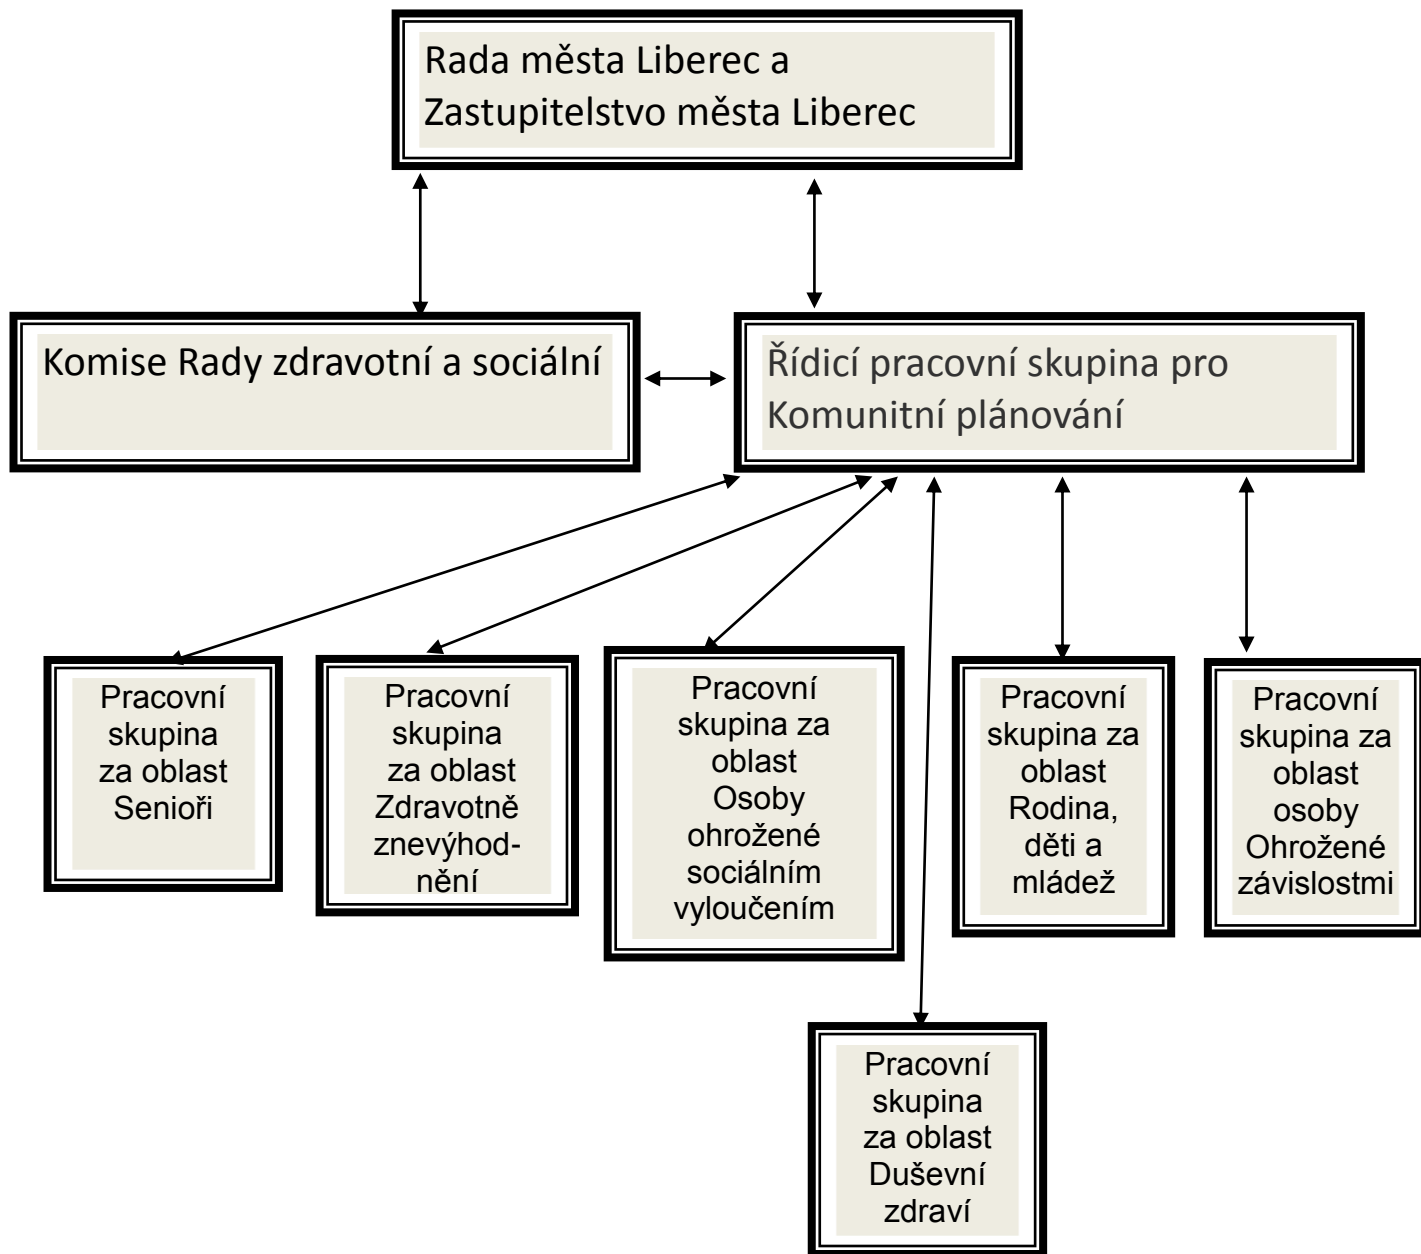 Rada města Liberec a
Zastupitelstvo města Liberec
Komise Rady zdravotní a sociální
Řídicí pracovní skupina pro
Komunitní plánování
Pracovní
skupina
za oblast
Senioři
Pracovní
skupina
za oblast
Zdravotně
znevýhod-
nění
Pracovní
skupina za
oblast
Osoby
ohrožené
sociálním
vyloučením
Pracovní
skupina za
oblast
Rodina,
děti a
mládež
Pracovní
skupina za
oblast
osoby
Ohrožené
závislostmi
Pracovní
skupina
za oblast
Duševní
zdraví